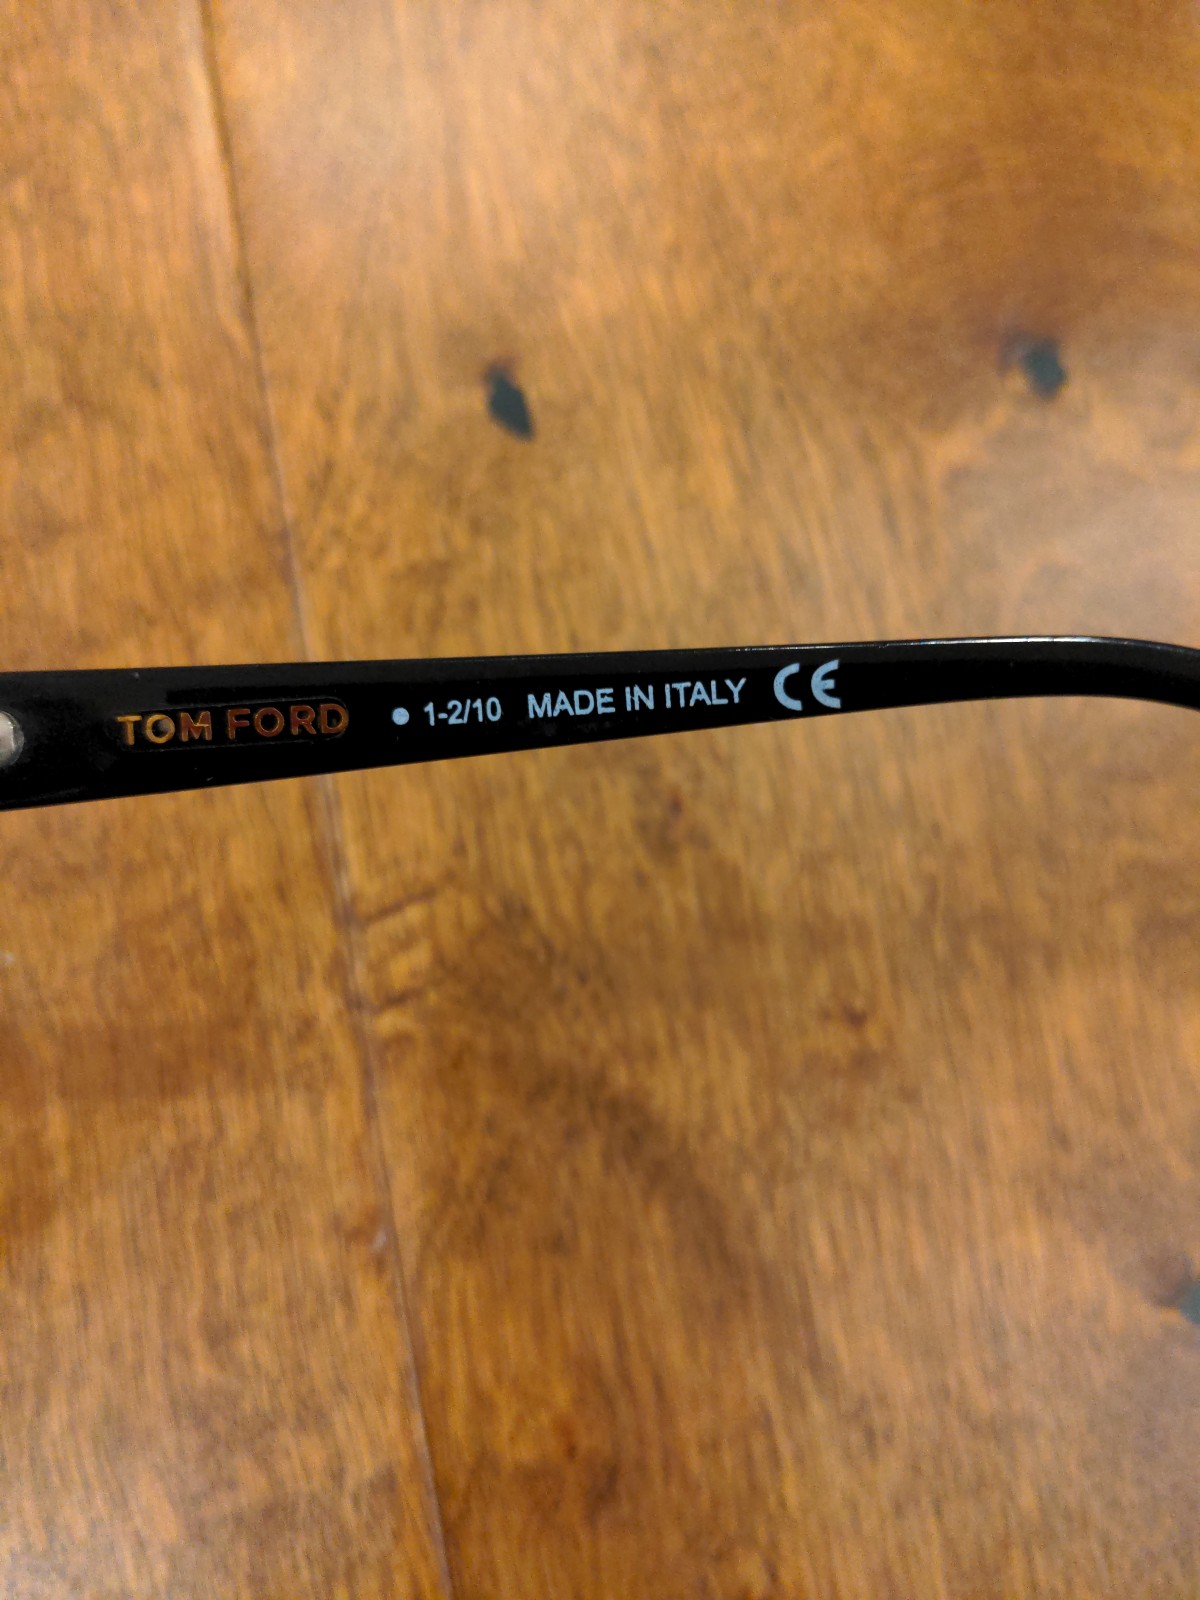 TOM FORD • 1-2/10 MADE IN ITALY CE